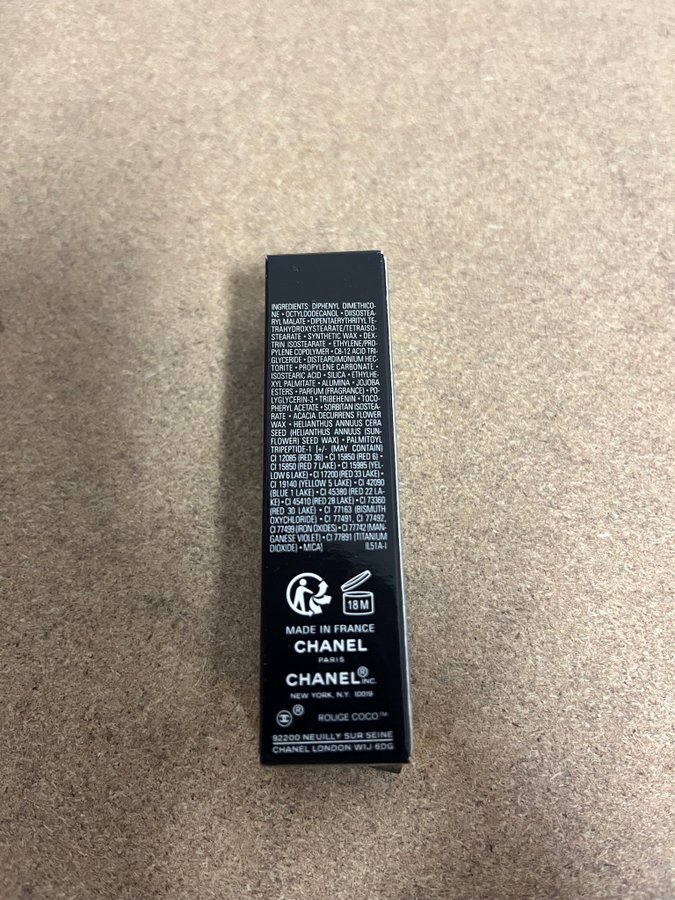 INGREDIENTS: DIPHENYL DIMETHICO-
NE • OCTYLDODECANOL • DIISOSTEA-
RYL MALATE • DIPENTAERYTHRITYL TE-
TRAHYDROXYSTEARATE/TETRAISO-
STEARATE • SYNTHETIC WAX • DEX-
TRIN ISOSTEARATE • ETHYLENE/PRO-
PYLENE COPOLYMER • C8-12 ACID TRI-
GLYCERIDE • DISTEARDIMONIUM HEC-
TORITE • PROPYLENE CARBONATE •
ISOSTEARIC ACID • SILICA • ETHYLHE-
XYL PALMITATE • ALUMINA • JOJOBA
ESTERS • PARFUM (FRAGRANCE) • PO-
LYGLYCERIN-3 • TRIBEHENIN • TOCO-
PHERYL ACETATE • SORBITAN ISOSTEA-
RATE • ACACIA DECURRENS FLOWER
WAX • HELIANTHUS ANNUUS CERA
SEED (HELIANTHUS ANNUUS (SUN-
FLOWER) SEED WAX) • PALMITOYL
TRIPEPTIDE-1 [+/- (MAY CONTAIN)
CI 12085 (RED 36) • CI 15850 (RED 6) •
CI 15850 (RED 7 LAKE) • CI 15985 (YEL-
LOW 6 LAKE) • CI 17200 (RED 33 LAKE) •
CI 19140 (YELLOW 5 LAKE) • CI 42090
(BLUE 1 LAKE) • CI 45380 (RED 22 LA-
KE) • CI 45410 (RED 28 LAKE) • CI 73360
(RED 30 LAKE) • CI 77163 (BISMUTH
OXYCHLORIDE) • CI 77491, CI 77492,
CI 77499 (IRON OXIDES) • CI 77742 (MAN-
GANESE VIOLET) • CI 77891 (TITANIUM
DIOXIDE) • MICA] IL51A-I
18 M
MADE IN FRANCE
CHANEL
PARIS
CHANEL® INC.
NEW YORK, N.Y. 10019
® ROUGE COCO™
92200 NEUILLY SUR SEINE
CHANEL LONDON W1J 6DG